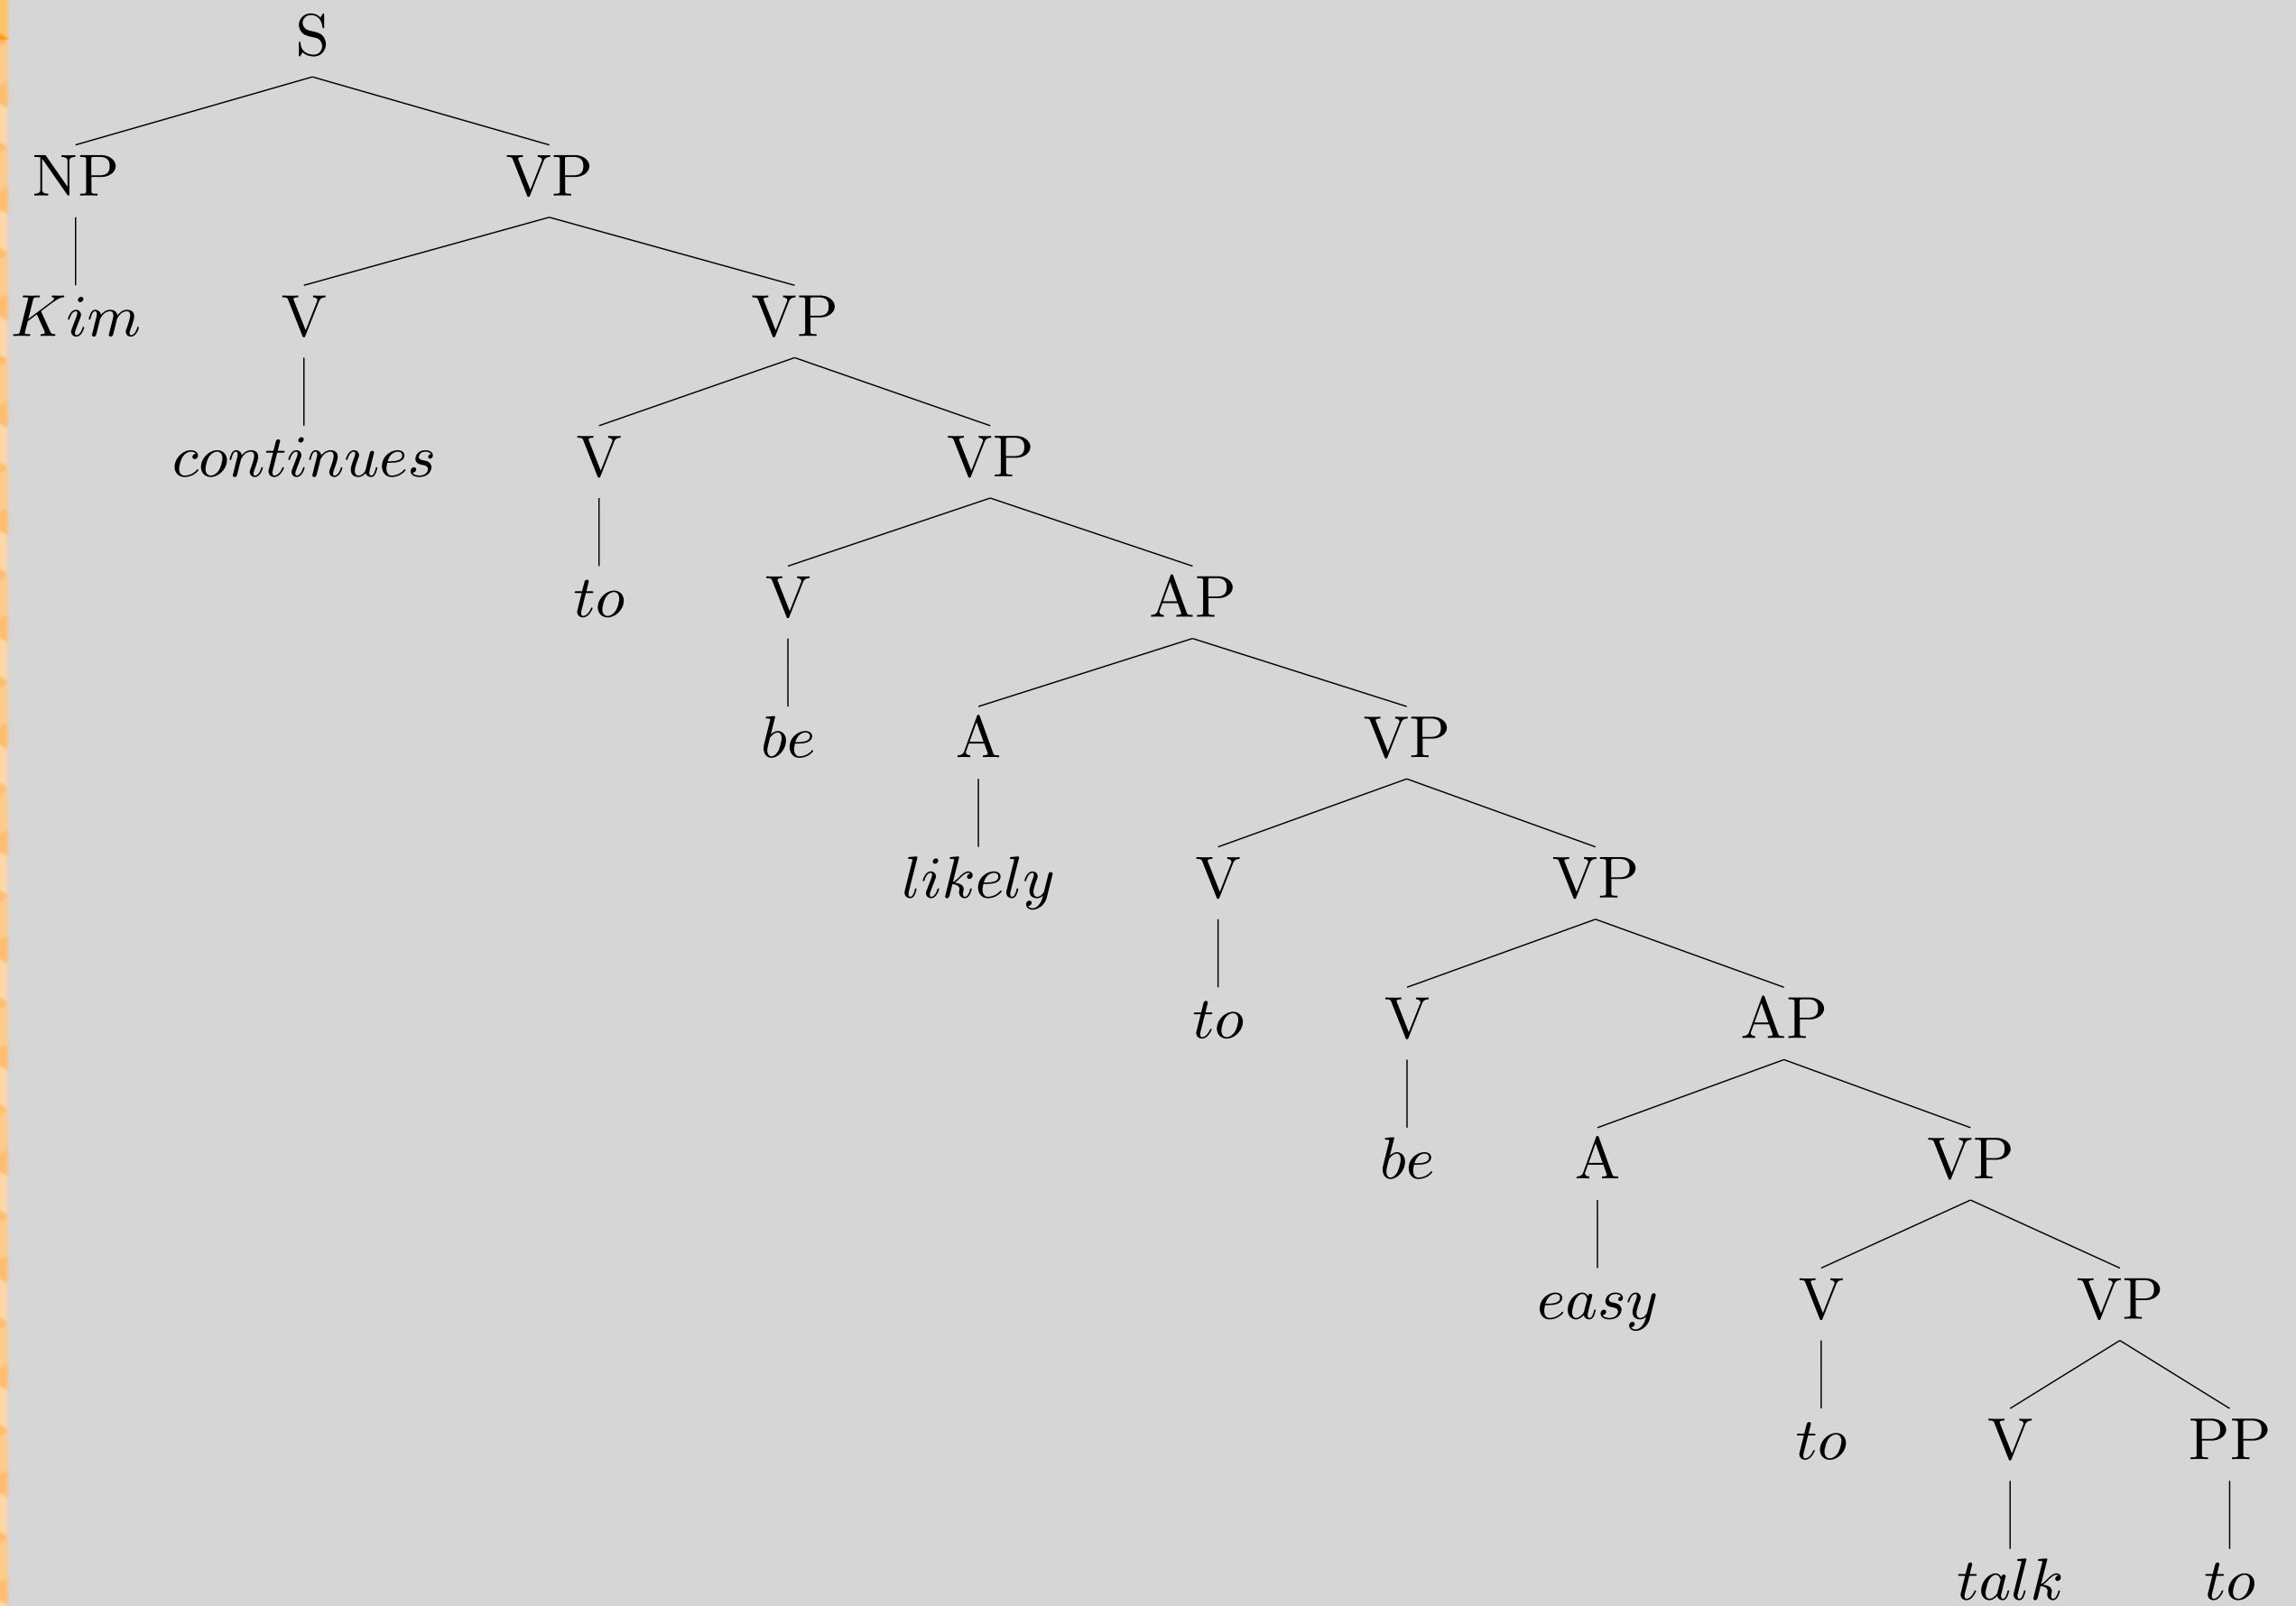 S
NP VP
Kim V VP
continues V VP
to V AP
be A VP
likely V VP
to V AP
be A VP
easy V VP
to V PP
talk to